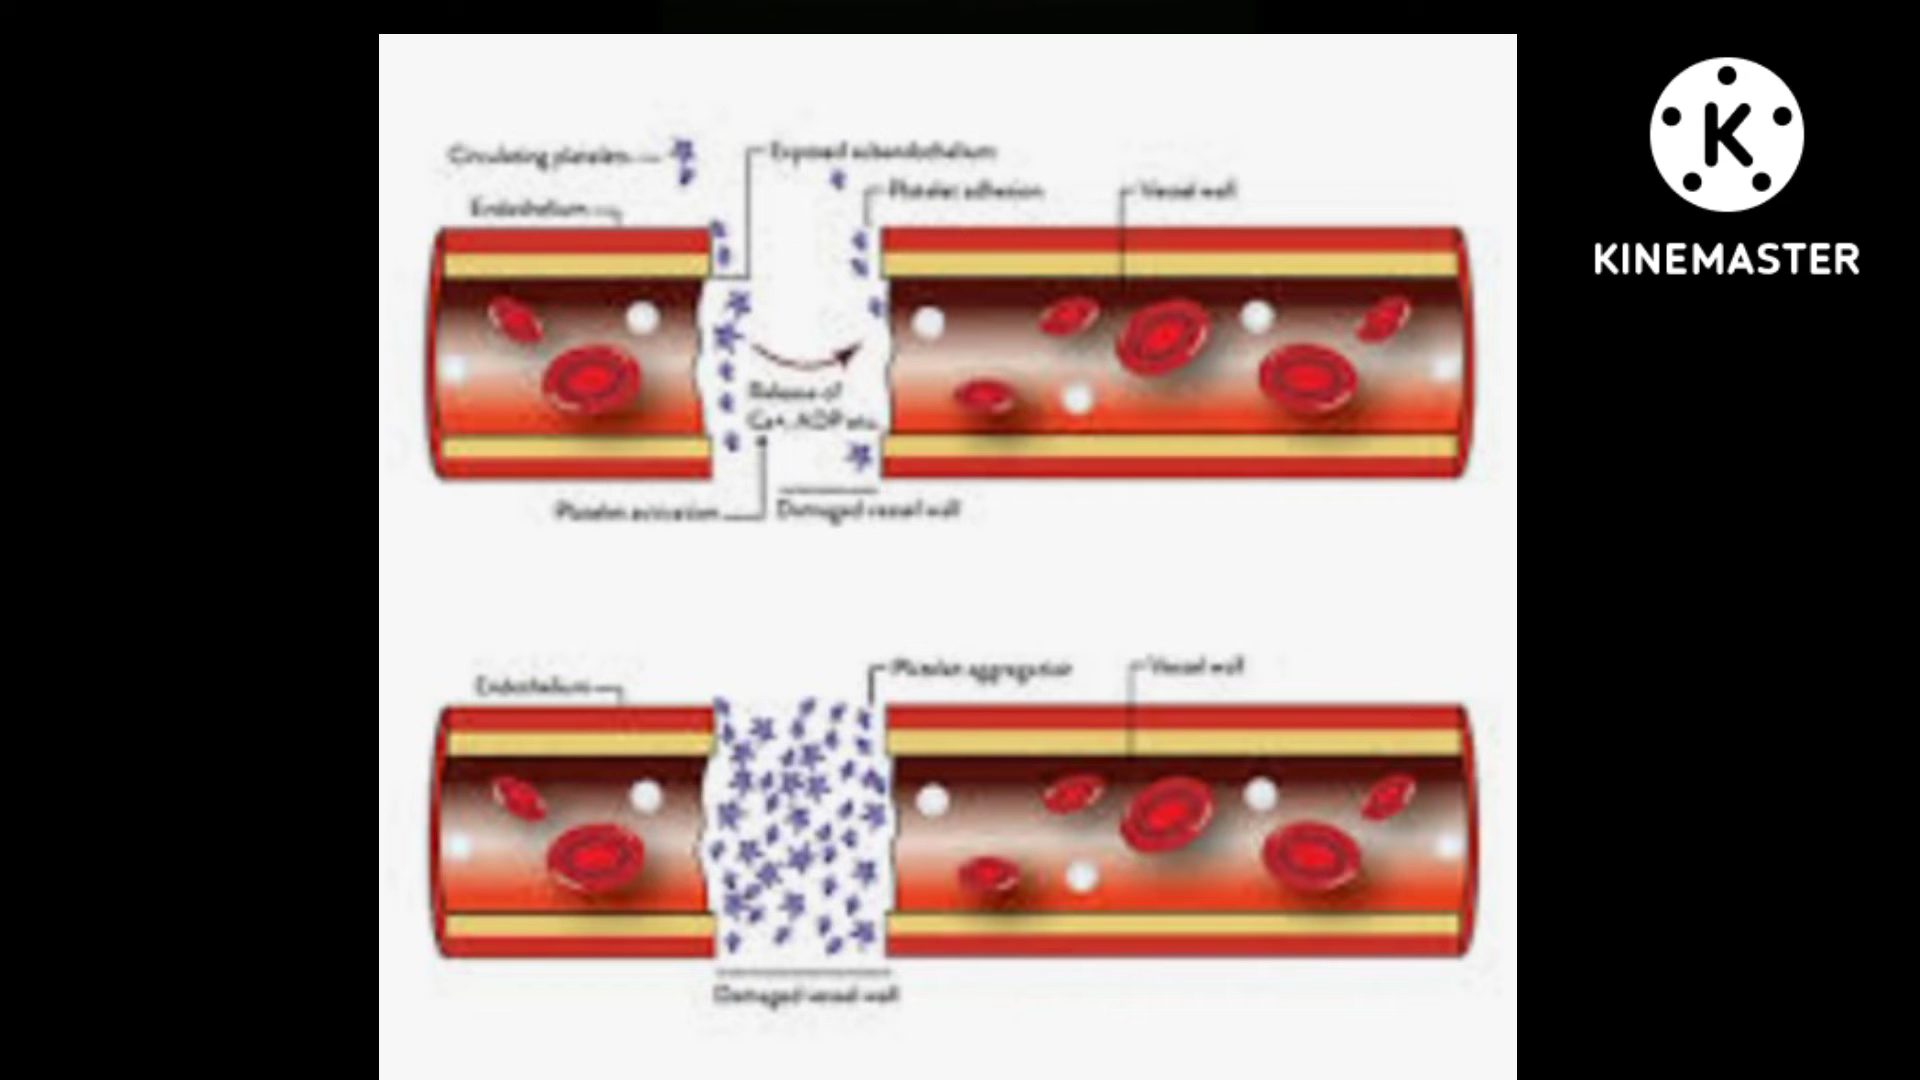 Circulating platelets
Exposed subendothelium
Platelet adhesion
Vessel wall
Endothelium
Release of
Ca+, ADP etc.
Platelet activation
Damaged vessel wall
Platelet aggregation
Vessel wall
Endothelium
Damaged vessel wall
K
KINEMASTER